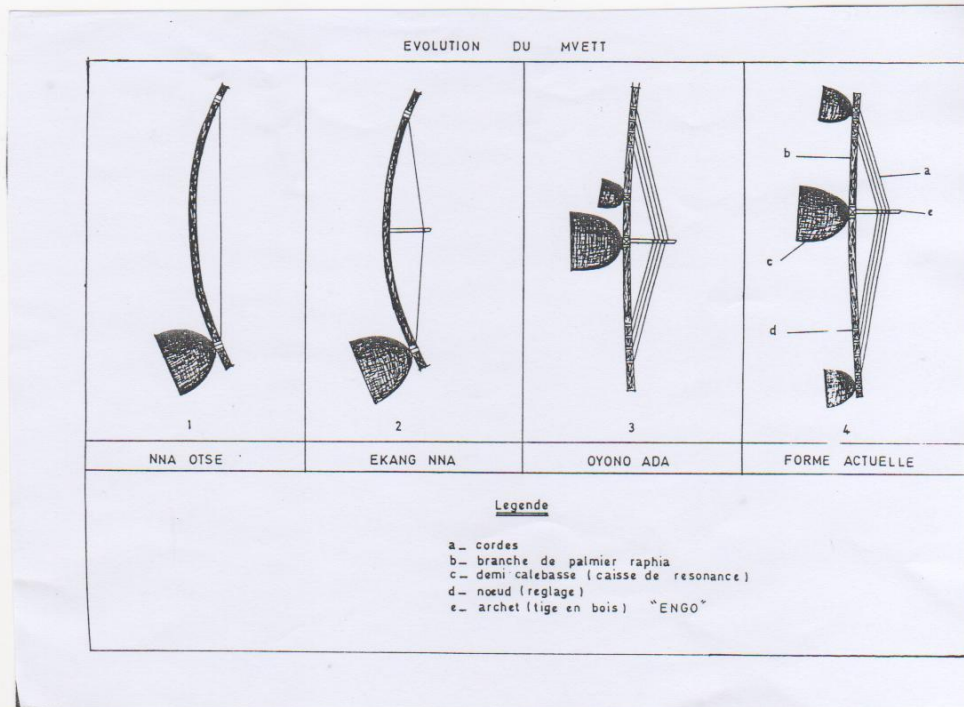 EVOLUTION DU MVETT
b
a
e
c
d
1 2 3 4
NNA OTSE EKANG NNA OYONO ADA FORME ACTUELLE
Legende
a_ cordes
b_ branche de palmier raphia
c_ demi calebasse (caisse de resonance)
d_ nœud (reglage)
e_ archet (tige en bois) "ENGO"